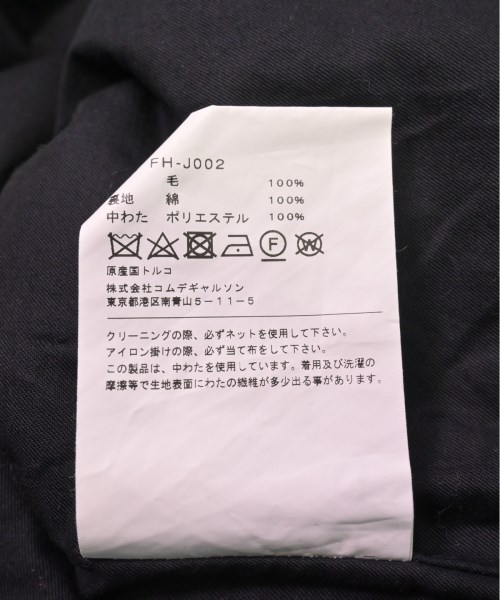 FH-J002
毛 100%
裏地 綿 100%
中わた ポリエステル 100%
F W
原産国トルコ
株式会社コムデギャルソン
東京都港区南青山5-11-5
クリーニングの際、必ずネットを使用して下さい。
アイロン掛けの際、必ず当て布をして下さい。
この製品は、中わたを使用しています。着用及び洗濯の
摩擦等で生地表面にわたの繊維が多少出る事があります。